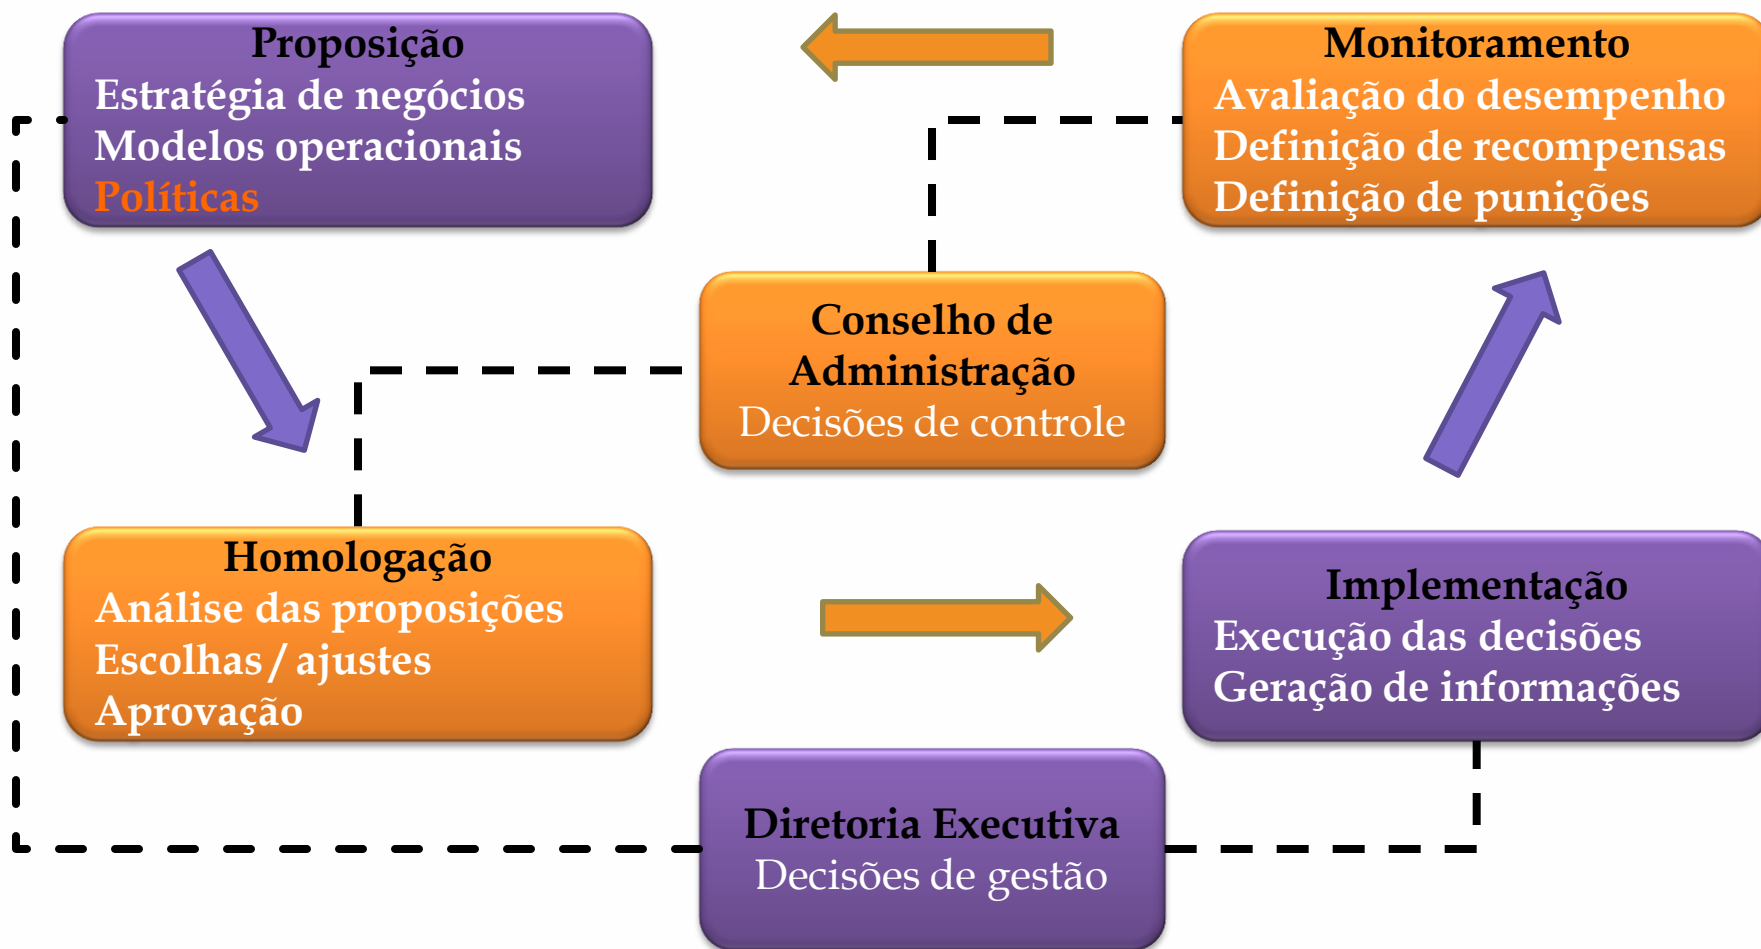 Proposição
Estratégia de negócios
Modelos operacionais
Políticas
Monitoramento
Avaliação do desempenho
Definição de recompensas
Definição de punições
Conselho de
Administração
Decisões de controle
Homologação
Análise das proposições
Escolhas / ajustes
Aprovação
Implementação
Execução das decisões
Geração de informações
Diretoria Executiva
Decisões de gestão